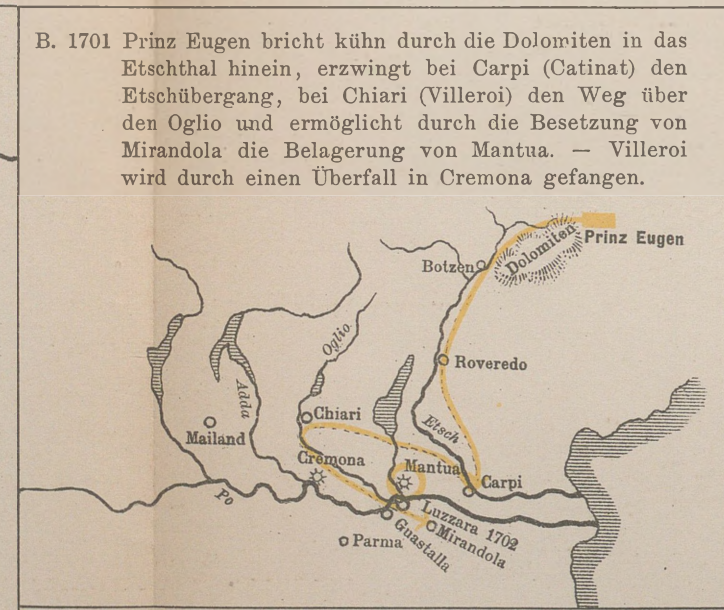 B. 1701 Prinz Eugen bricht kühn durch die Dolomiten in das
Etschthal hinein, erzwingt bei Carpi (Catinat) den
Etschübergang, bei Chiari (Villeroi) den Weg über
den Oglio und ermöglicht durch die Besetzung von
Mirandola die Belagerung von Mantua. — Villeroi
wird durch einen Überfall in Cremona gefangen.
Prinz Eugen
Dolomiten
Botzen
Oglio
Roveredo
Adda
Chiari
Etsch
Mailand
Cremona
Mantua
Carpi
Po
Luzzara 1702
Mirandola
Guastalla
Parma